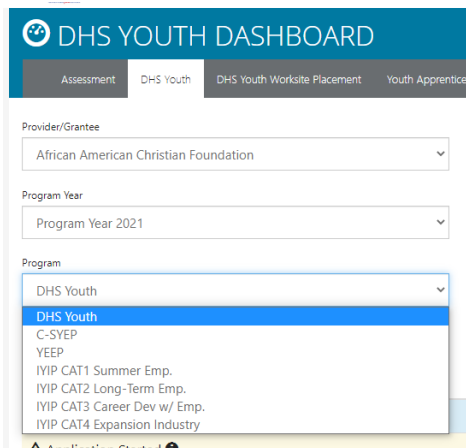 DHS YOUTH DASHBOARD
Assessment DHS Youth DHS Youth Worksite Placement Youth Apprentice
Provider/Grantee
African American Christian Foundation
Program Year
Program Year 2021
Program
DHS Youth
DHS Youth
C-SYEP
YEEP
IYIP CAT1 Summer Emp.
IYIP CAT2 Long-Term Emp.
IYIP CAT3 Career Dev w/ Emp.
IYIP CAT4 Expansion Industry
Application Started